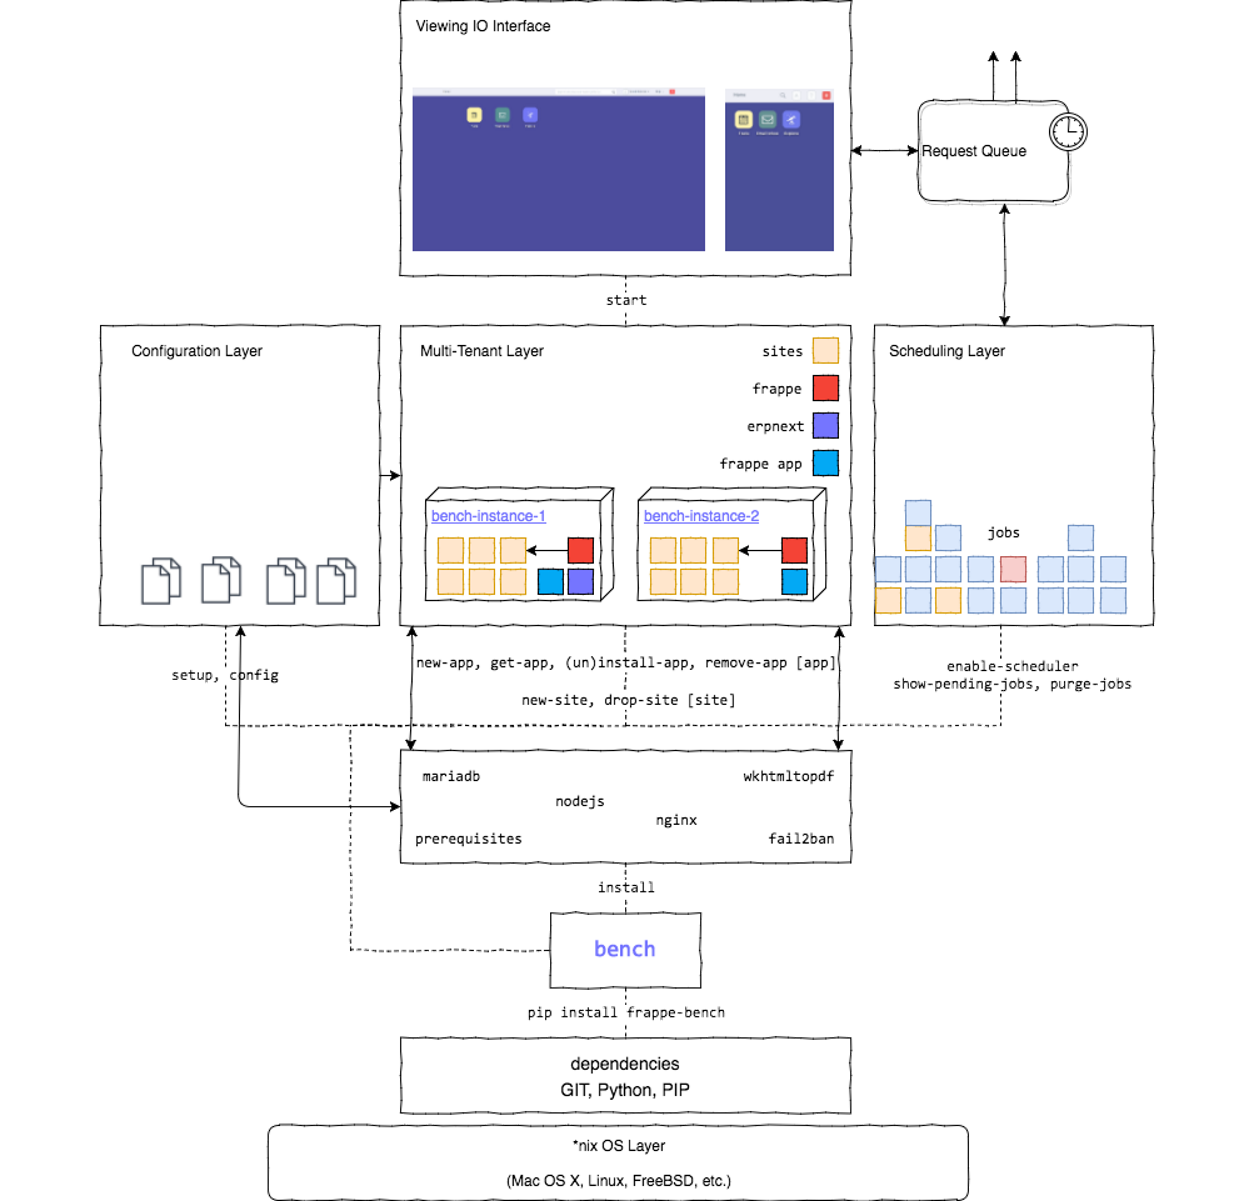 Viewing IO Interface
Request Queue
start
Configuration Layer
Multi-Tenant Layer
sites
frappe
erpnext
frappe app
Scheduling Layer
bench-instance-1
bench-instance-2
jobs
setup, config
new-app, get-app, (un)install-app, remove-app [app]
new-site, drop-site [site]
enable-scheduler
show-pending-jobs, purge-jobs
mariadb
wkhtmltopdf
nodejs
nginx
prerequisites
fail2ban
install
bench
pip install frappe-bench
dependencies
GIT, Python, PIP
*nix OS Layer
(Mac OS X, Linux, FreeBSD, etc.)